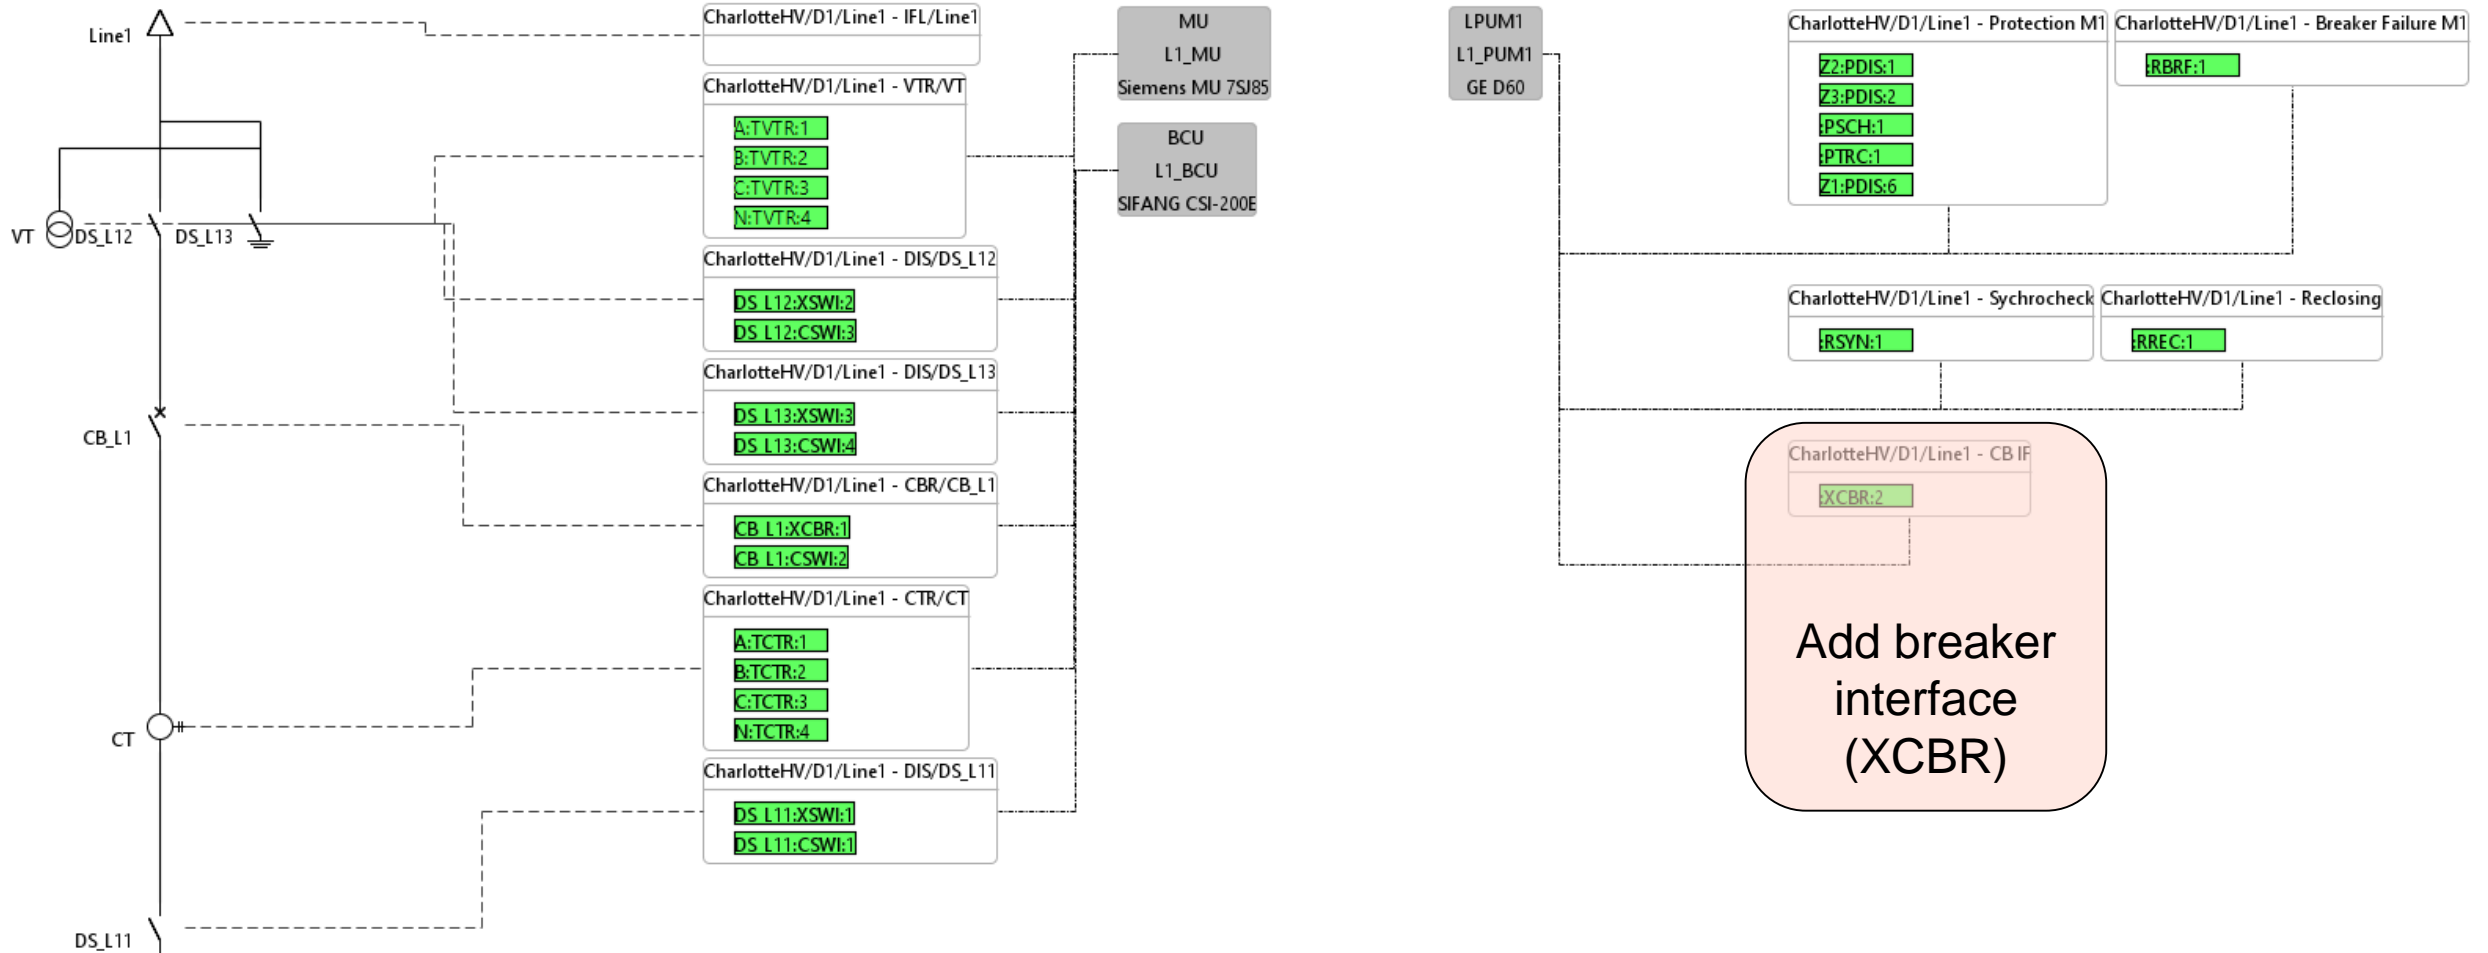 Line1
VT
DS_L12
DS_L13
CB_L1
CT
DS_L11
CharlotteHV/D1/Line1 - IFL/Line1
CharlotteHV/D1/Line1 - VTR/VT
A:TVTR:1
B:TVTR:2
C:TVTR:3
N:TVTR:4
CharlotteHV/D1/Line1 - DIS/DS_L12
DS_L12:XSWI:2
DS_L12:CSWI:3
CharlotteHV/D1/Line1 - DIS/DS_L13
DS_L13:XSWI:3
DS_L13:CSWI:4
CharlotteHV/D1/Line1 - CBR/CB_L1
CB_L1:XCBR:1
CB_L1:CSWI:2
CharlotteHV/D1/Line1 - CTR/CT
A:TCTR:1
B:TCTR:2
C:TCTR:3
N:TCTR:4
CharlotteHV/D1/Line1 - DIS/DS_L11
DS_L11:XSWI:1
DS_L11:CSWI:1
MU
L1_MU
Siemens MU 7SJ85
BCU
L1_BCU
SIFANG CSI-200E
LPUM1
L1_PUM1
GE D60
CharlotteHV/D1/Line1 - Protection M1
Z2:PDIS:1
Z3:PDIS:2
:PSCH:1
:PTRC:1
Z1:PDIS:6
CharlotteHV/D1/Line1 - Breaker Failure M1
:RBRF:1
CharlotteHV/D1/Line1 - Sychrocheck
:RSYN:1
CharlotteHV/D1/Line1 - Reclosing
:RREC:1
CharlotteHV/D1/Line1 - CB IF
:XCBR:2
Add breaker
interface
(XCBR)